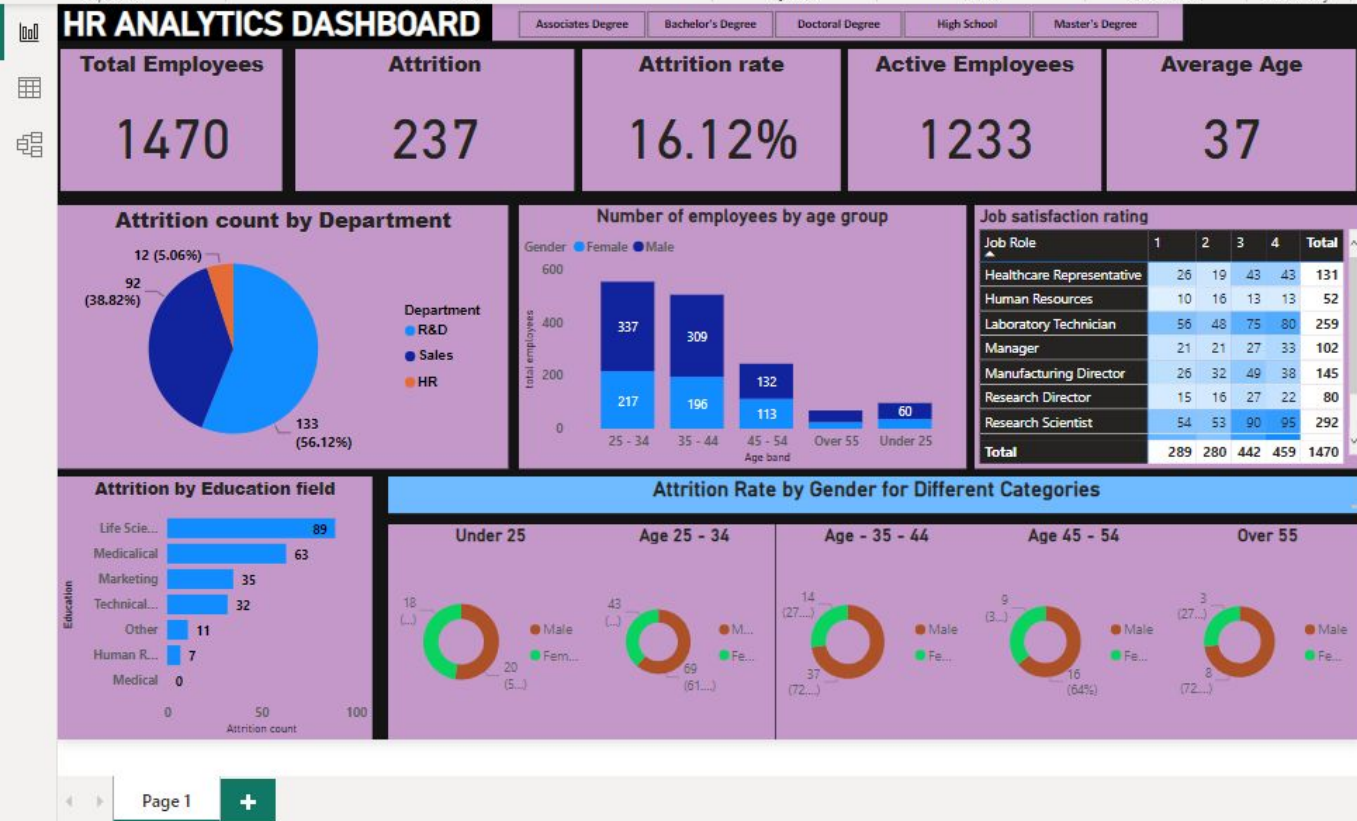 HR ANALYTICS DASHBOARD
Associates Degree
Bachelor's Degree
Doctoral Degree
High School
Master's Degree
Total Employees
1470
Attrition
237
Attrition rate
16.12%
Active Employees
1233
Average Age
37
Attrition count by Department
12 (5.06%)
92
(38.82%)
133
(56.12%)
Department
R&D
Sales
HR
Number of employees by age group
Gender Female Male
total employees
600
400
200
0
337
217
309
196
132
113
60
25 - 34 35 - 44 45 - 54 Over 55 Under 25
Age band
Job satisfaction rating
Job Role 1 2 3 4 Total
Healthcare Representative 26 19 43 43 131
Human Resources 10 16 13 13 52
Laboratory Technician 56 48 75 80 259
Manager 21 21 27 33 102
Manufacturing Director 26 32 49 38 145
Research Director 15 16 27 22 80
Research Scientist 54 53 90 95 292
Total 289 280 442 459 1470
Attrition by Education field
Education
Life Scie... 89
Medicalical 63
Marketing 35
Technical... 32
Other 11
Human R... 7
Medical 0
0 50 100
Attrition count
Attrition Rate by Gender for Different Categories
Under 25
18
(...)
20
(5...)
Male
Fem...
Age 25 - 34
43
(...)
69
(61....)
M...
Fe...
Age - 35 - 44
14
(27....)
37
(72....)
Male
Fe...
Age 45 - 54
9
(3...)
16
(64%)
Male
Fe...
Over 55
3
(27....)
8
(72....)
Male
Fe...
Page 1